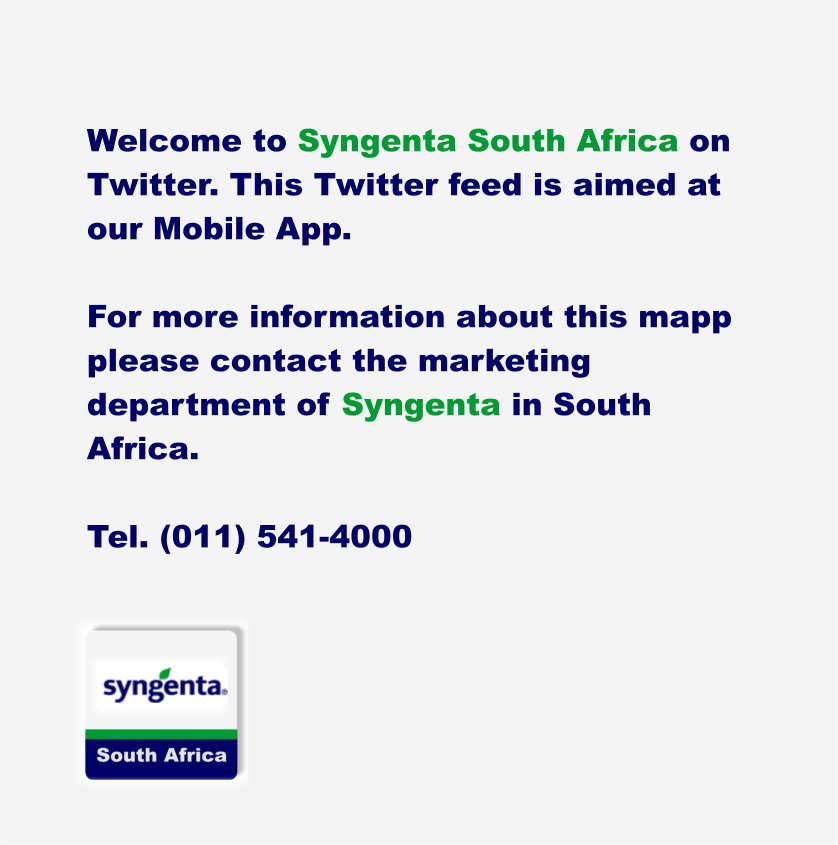 Welcome to Syngenta South Africa on
Twitter. This Twitter feed is aimed at
our Mobile App.
For more information about this mapp
please contact the marketing
department of Syngenta in South
Africa.
Tel. (011) 541-4000
syngenta®
South Africa